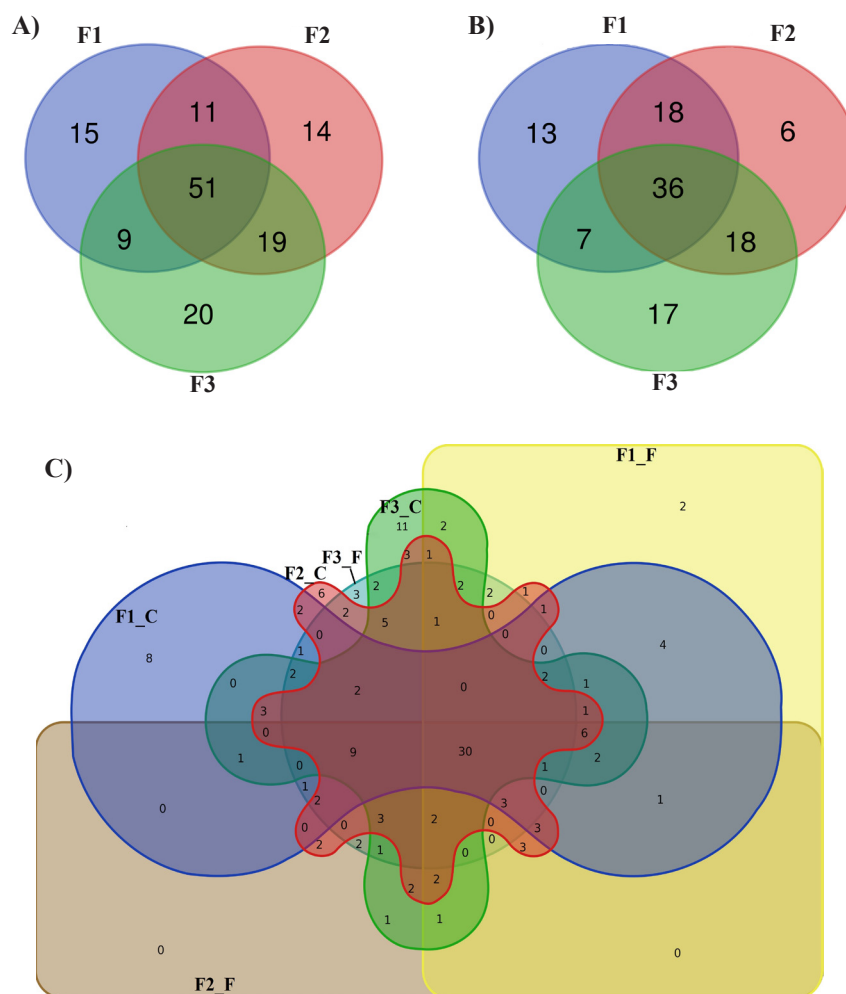 A)
F1
F2
15
11
14
51
9
19
20
F3
B)
F1
F2
13
18
6
36
7
18
17
F3
C)
F1_F
2
F3_C
11 2
3 1
F3_F
F2_C
6 3 2 2 2 1
2 2 5 1 0 1
F1_C
0 0
8 1 0 4
0 2 2 0 2 1
3 1
0 6
9 30
1 0 1 2
0 1 0 1
2 3
0 0 3 2 0 3
2 2 1 0 0 3
2 2
1 1
0 0
F2_F